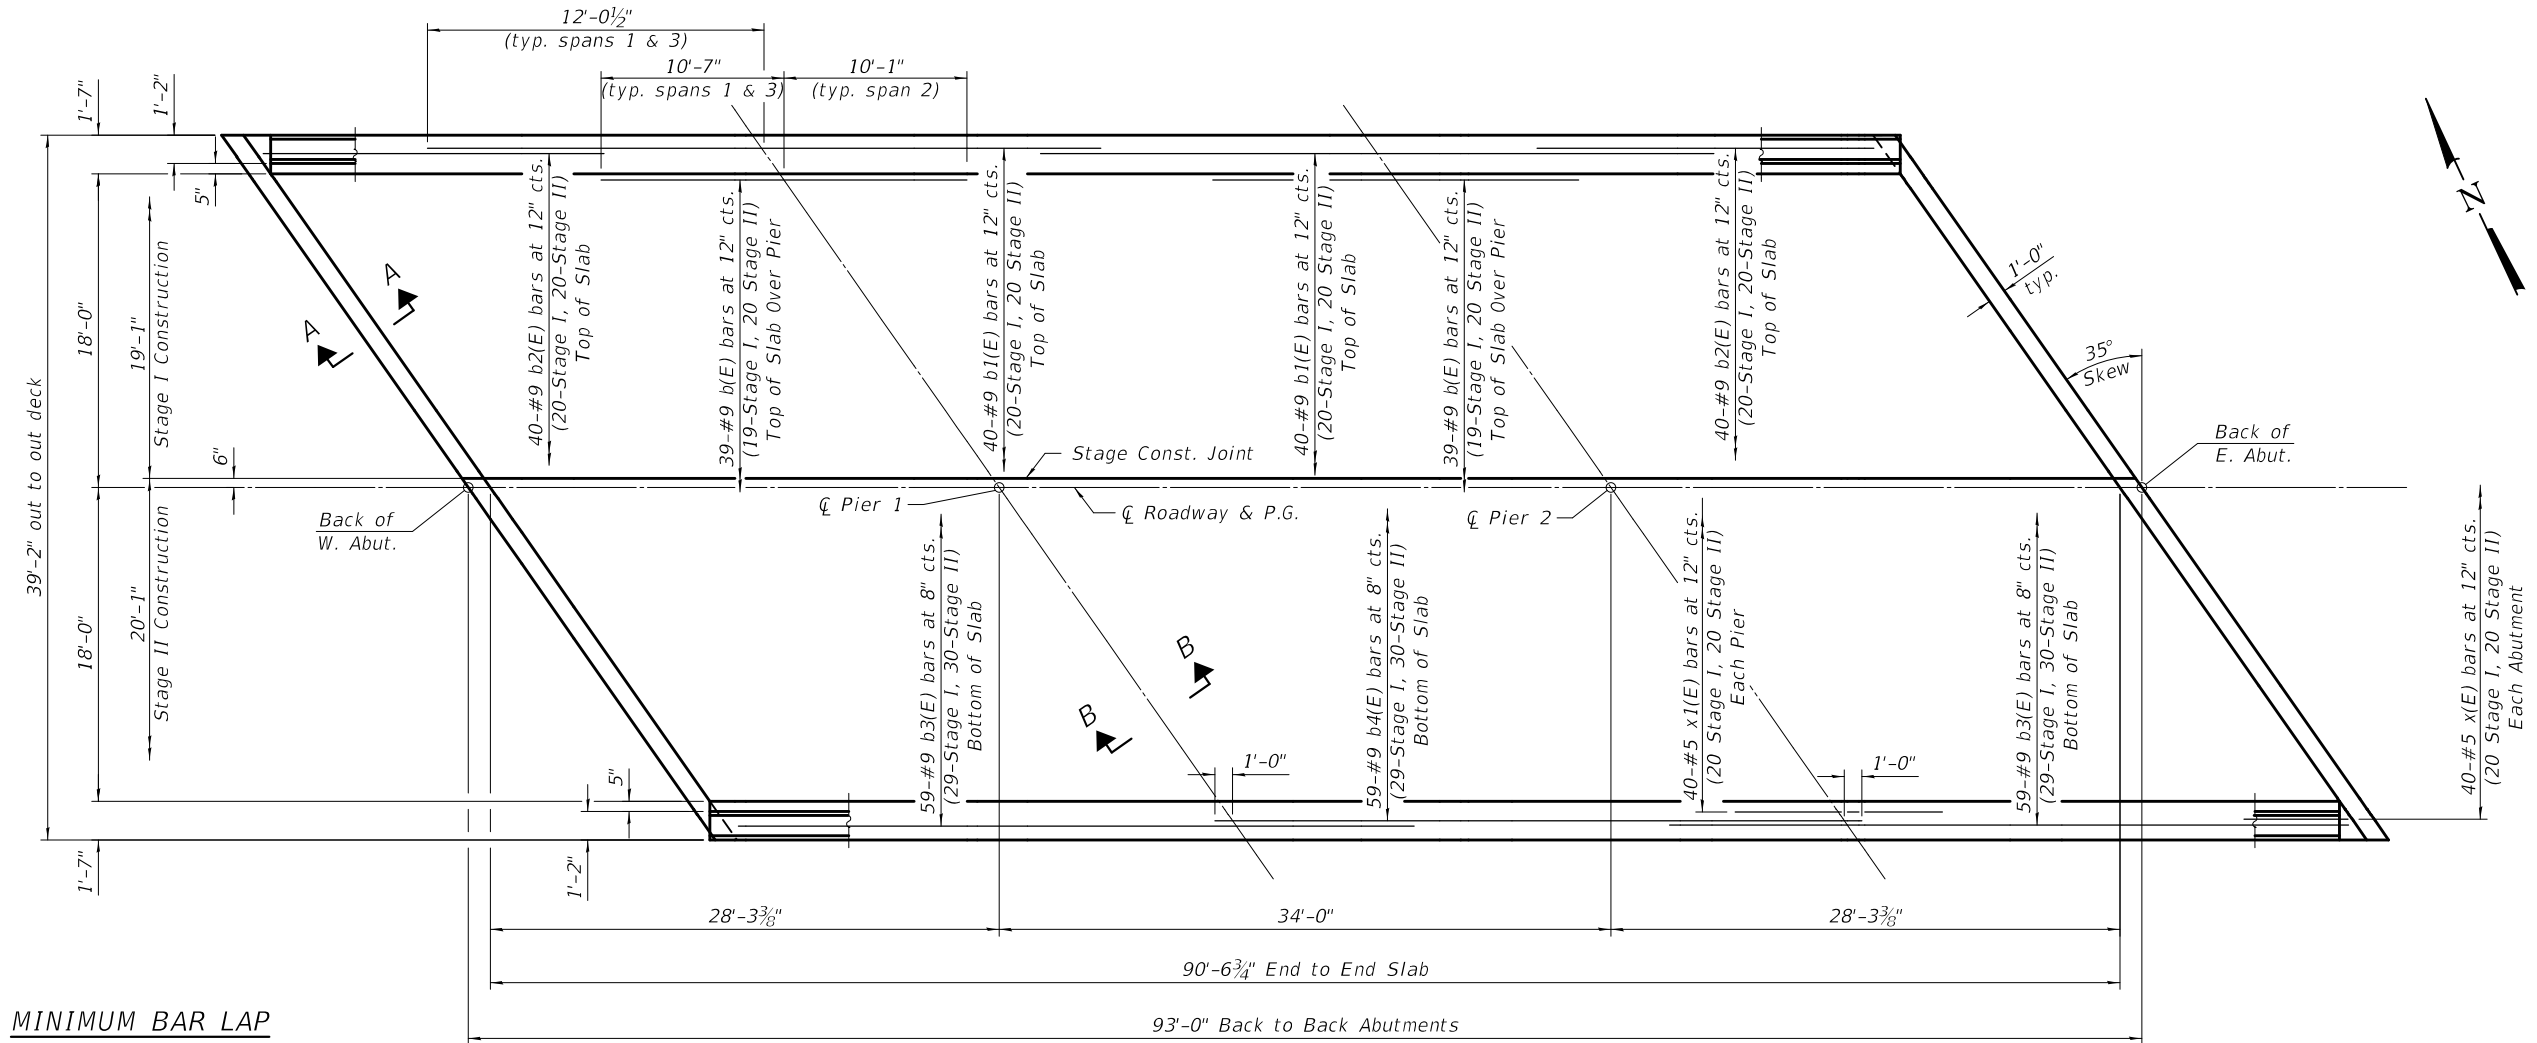 12'-0½"
(typ. spans 1 & 3)
10'-7"
(typ. spans 1 & 3)
10'-1"
(typ. span 2)
1'-7"
1'-2"
5"
39'-2" out to out deck
18'-0"
19'-1"
Stage I Construction
6"
18'-0"
20'-1"
Stage II Construction
1'-7"
A
A
40-#9 b2(E) bars at 12" cts.
(20-Stage I, 20-Stage II)
Top of Slab
39-#9 b(E) bars at 12" cts.
(19-Stage I, 20 Stage II)
Top of Slab Over Pier
40-#9 b1(E) bars at 12" cts.
(20-Stage I, 20 Stage II)
Top of Slab
40-#9 b1(E) bars at 12" cts.
(20-Stage I, 20 Stage II)
Top of Slab
39-#9 b(E) bars at 12" cts.
(19-Stage I, 20 Stage II)
Top of Slab Over Pier
40-#9 b2(E) bars at 12" cts.
(20-Stage I, 20-Stage II)
Top of Slab
1'-0"
typ.
35°
Skew
N
Back of
E. Abut.
Stage Const. Joint
℄ Pier 1
℄ Roadway & P.G.
℄ Pier 2
Back of
W. Abut.
59-#9 b3(E) bars at 8" cts.
(29-Stage I, 30-Stage II)
Bottom of Slab
B
B
59-#9 b4(E) bars at 8" cts.
(29-Stage I, 30-Stage II)
Bottom of Slab
40-#5 x1(E) bars at 12" cts.
(20 Stage I, 20 Stage II)
Each Pier
59-#9 b3(E) bars at 8" cts.
(29-Stage I, 30-Stage II)
Bottom of Slab
40-#5 x(E) bars at 12" cts.
(20 Stage I, 20 Stage II)
Each Abutment
5"
1'-2"
1'-0"
1'-0"
28'-3⅜"
34'-0"
28'-3⅜"
90'-6¾" End to End Slab
93'-0" Back to Back Abutments
MINIMUM BAR LAP